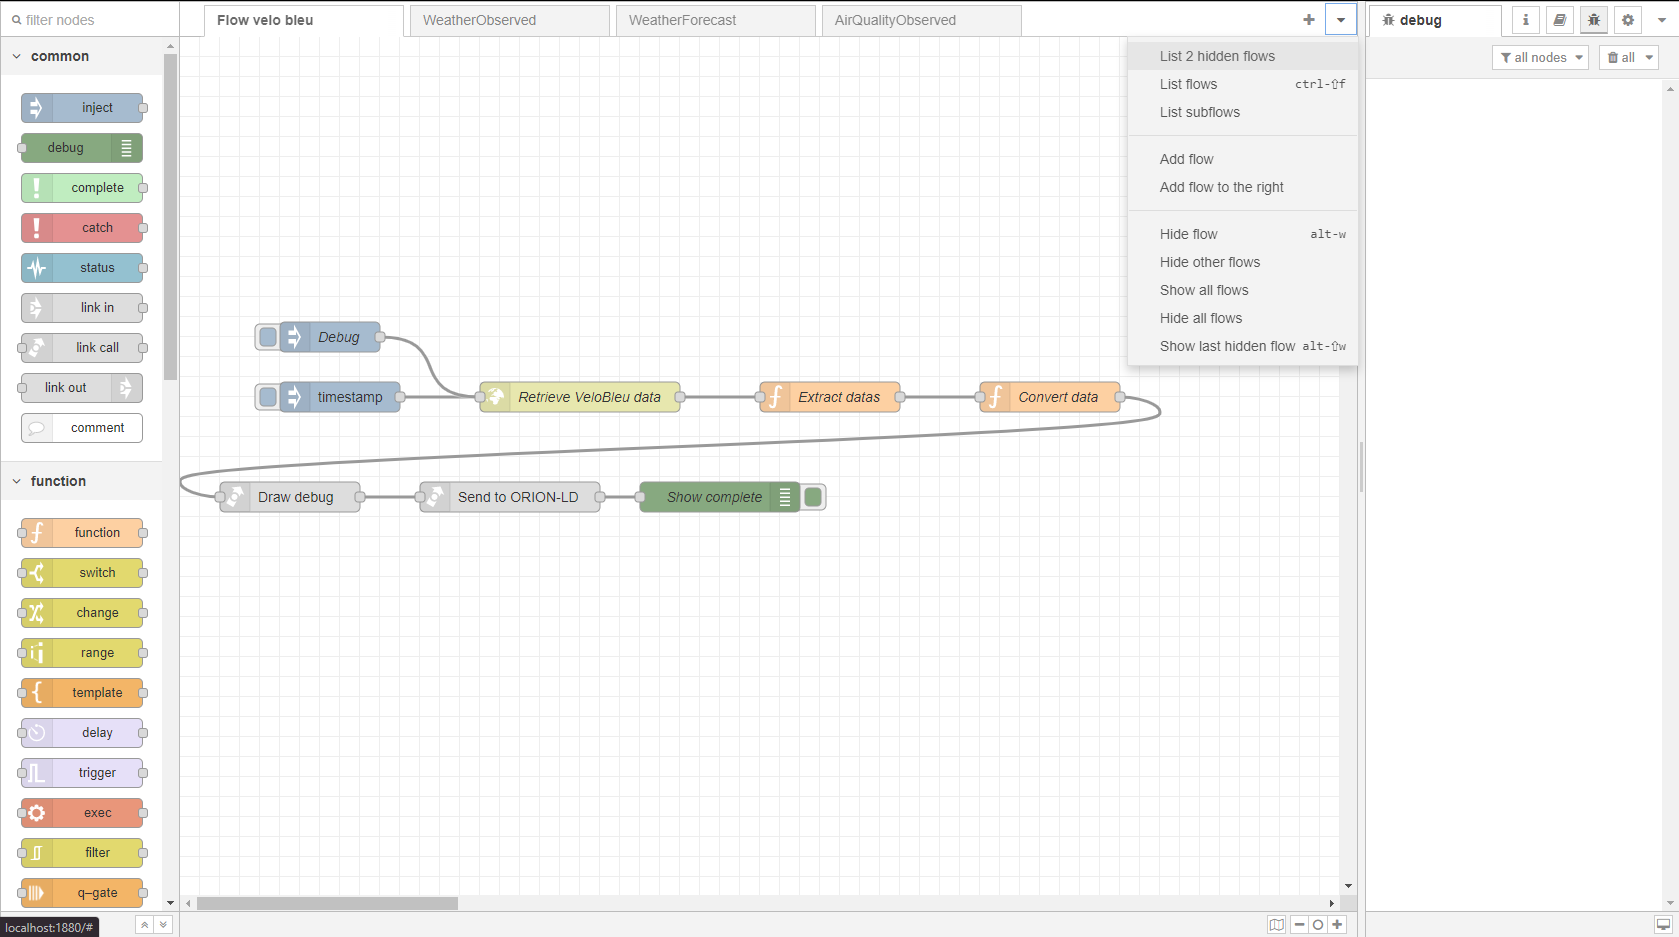 filter nodes
Flow velo bleu
WeatherObserved
WeatherForecast
AirQualityObserved
debug
all nodes
all
List 2 hidden flows
List flows ctrl-⇧f
List subflows
Add flow
Add flow to the right
Hide flow alt-w
Hide other flows
Show all flows
Hide all flows
Show last hidden flow alt-⇧w
common
inject
debug
complete
catch
status
link in
link call
link out
comment
function
function
switch
change
range
template
delay
trigger
exec
filter
q–gate
Debug
timestamp
Retrieve VeloBleu data
Extract datas
Convert data
Draw debug
Send to ORION-LD
Show complete
localhost:1880/#